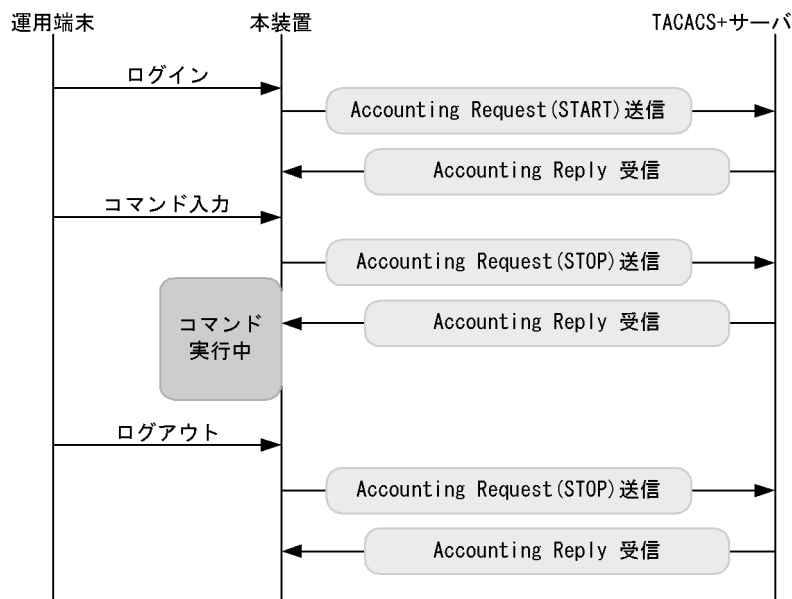 運用端末
本装置
TACACS+サーバ
ログイン
Accounting Request(START)送信
Accounting Reply 受信
コマンド入力
Accounting Request(STOP)送信
Accounting Reply 受信
コマンド
実行中
ログアウト
Accounting Request(STOP)送信
Accounting Reply 受信